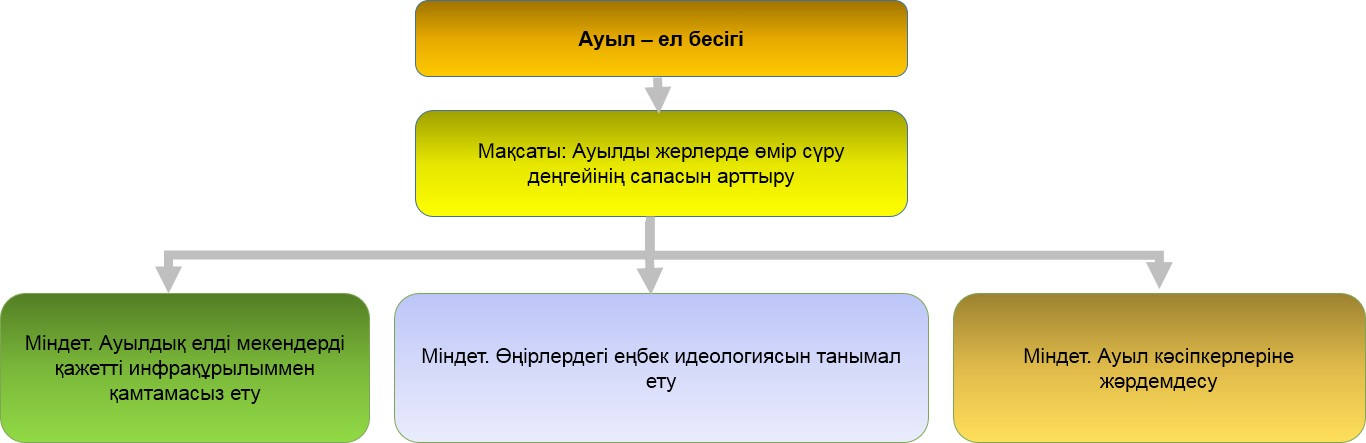 Ауыл – ел бесігі
Мақсаты: Ауылды жерлерде өмір сүру
деңгейінің сапасын арттыру
Міндет. Ауылдық елді мекендерді
қажетті инфрақұрылыммен
қамтамасыз ету
Міндет. Өңірлердегі еңбек идеологиясын танымал
ету
Міндет. Ауыл кәсіпкерлеріне
жәрдемдесу